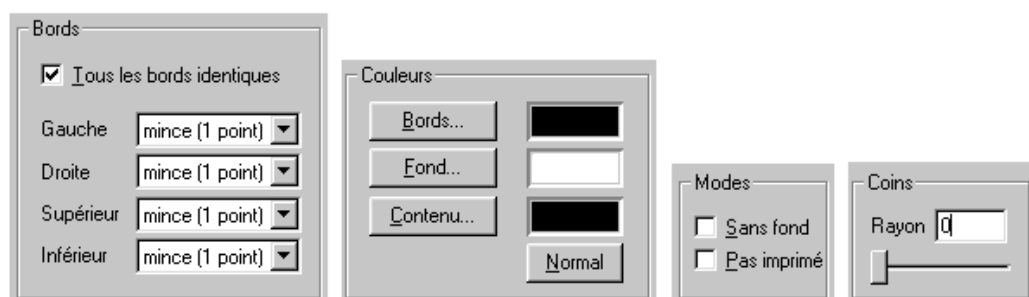 Bords
Tous les bords identiques
Gauche mince (1 point)
Droite mince (1 point)
Supérieur mince (1 point)
Inférieur mince (1 point)
Couleurs
Bords...
Fond...
Contenu...
Normal
Modes
Sans fond
Pas imprimé
Coins
Rayon 0